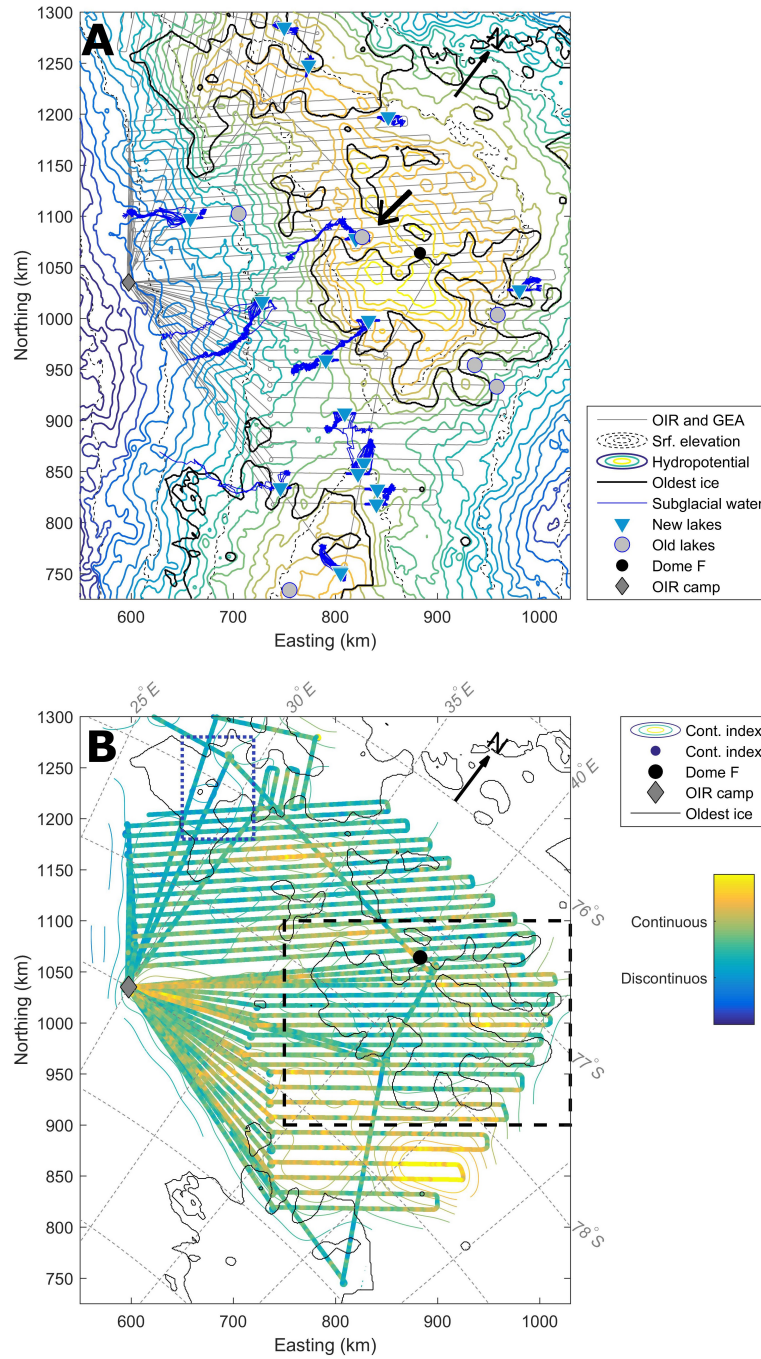 A
N
1300
1250
1200
1150
1100
1050
1000
950
900
850
800
750
Northing (km)
600
700
800
900
1000
Easting (km)
OIR and GEA
Srf. elevation
Hydropotential
Oldest ice
Subglacial water
New lakes
Old lakes
Dome F
OIR camp
B
25°E
30°E
35°E
40°E
76°S
77°S
78°S
N
1300
1250
1200
1150
1100
1050
1000
950
900
850
800
750
Northing (km)
600
700
800
900
1000
Easting (km)
Cont. index
Cont. index
Dome F
OIR camp
Oldest ice
Continuous
Discontinuos